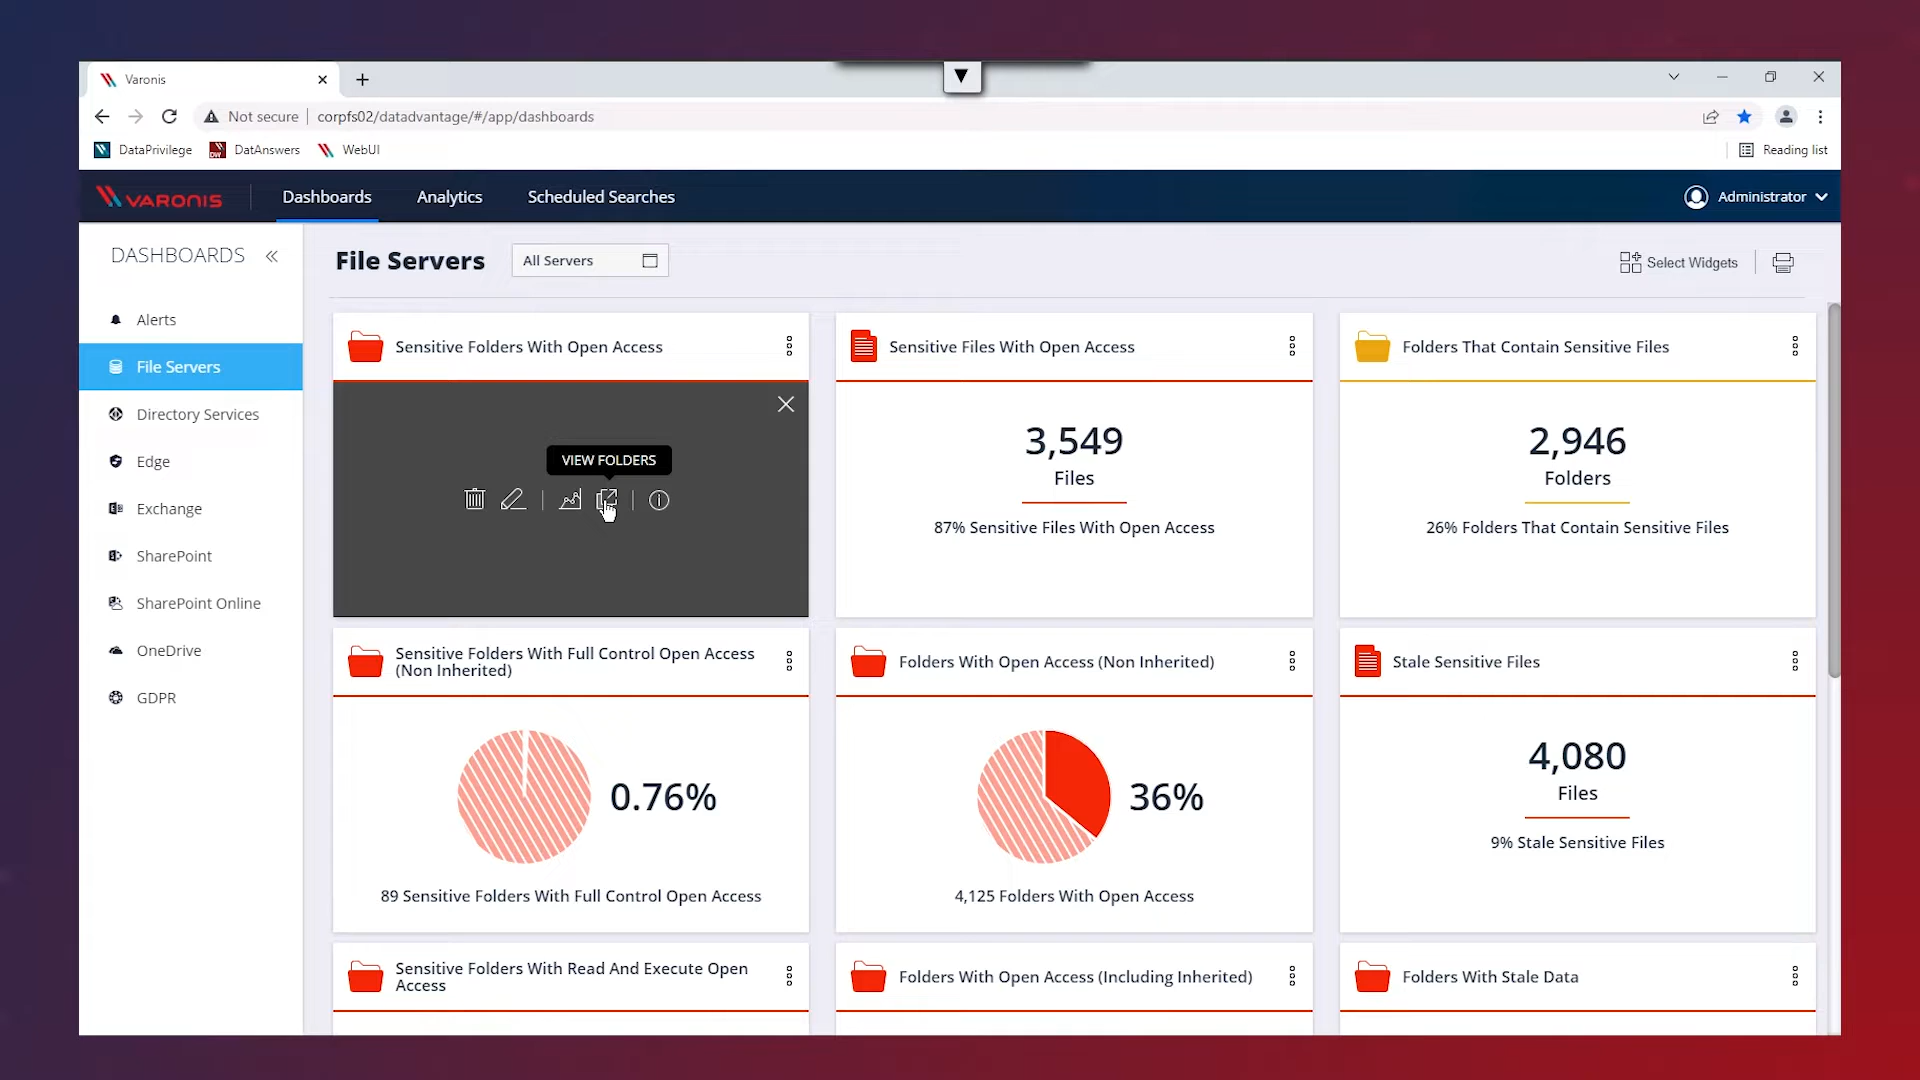 Varonis
Not secure
corpfs02/datadvantage/#/app/dashboards
DataPrivilege
DatAnswers
WebUI
Reading list
VARONIS
Dashboards
Analytics
Scheduled Searches
Administrator
DASHBOARDS
Alerts
File Servers
Directory Services
Edge
Exchange
SharePoint
SharePoint Online
OneDrive
GDPR
File Servers
All Servers
Select Widgets
Sensitive Folders With Open Access
VIEW FOLDERS
Sensitive Files With Open Access
3,549
Files
87% Sensitive Files With Open Access
Folders That Contain Sensitive Files
2,946
Folders
26% Folders That Contain Sensitive Files
Sensitive Folders With Full Control Open Access
(Non Inherited)
0.76%
89 Sensitive Folders With Full Control Open Access
Folders With Open Access (Non Inherited)
36%
4,125 Folders With Open Access
Stale Sensitive Files
4,080
Files
9% Stale Sensitive Files
Sensitive Folders With Read And Execute Open
Access
Folders With Open Access (Including Inherited)
Folders With Stale Data